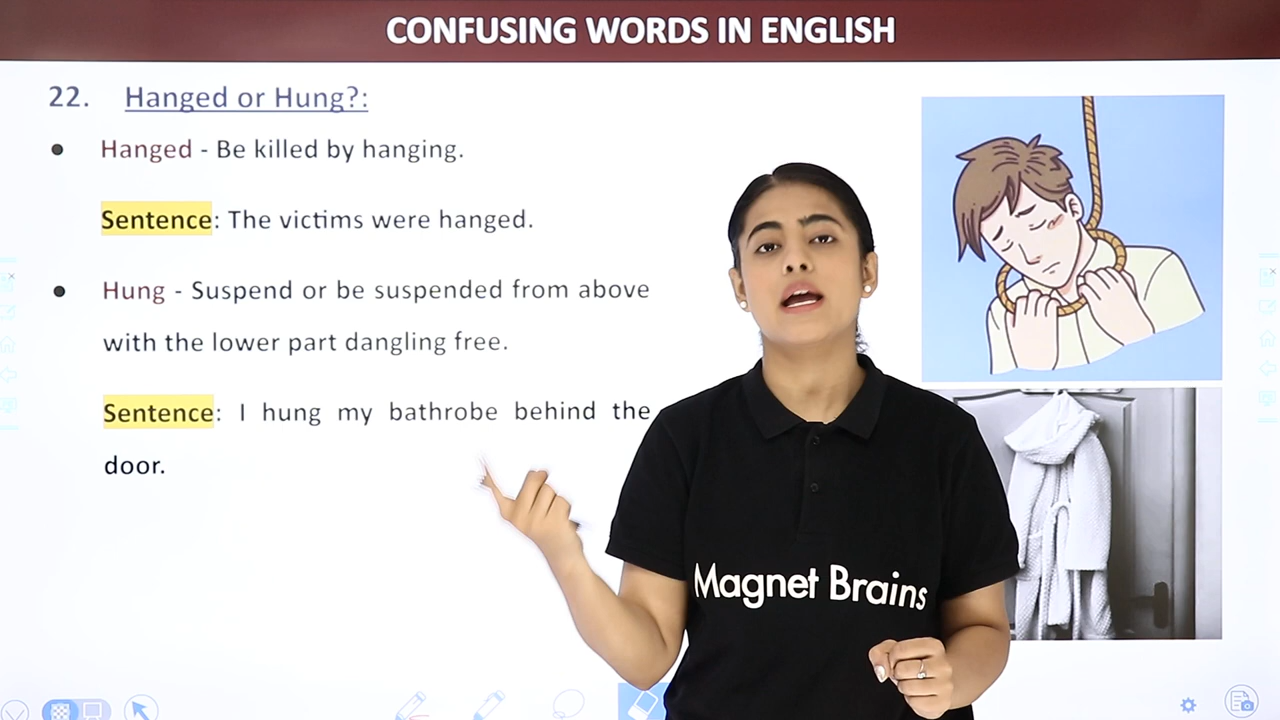 CONFUSING WORDS IN ENGLISH
22. Hanged or Hung?:
● Hanged - Be killed by hanging.
Sentence: The victims were hanged.
● Hung - Suspend or be suspended from above
with the lower part dangling free.
Sentence: I hung my bathrobe behind the
door.
Magnet Brains